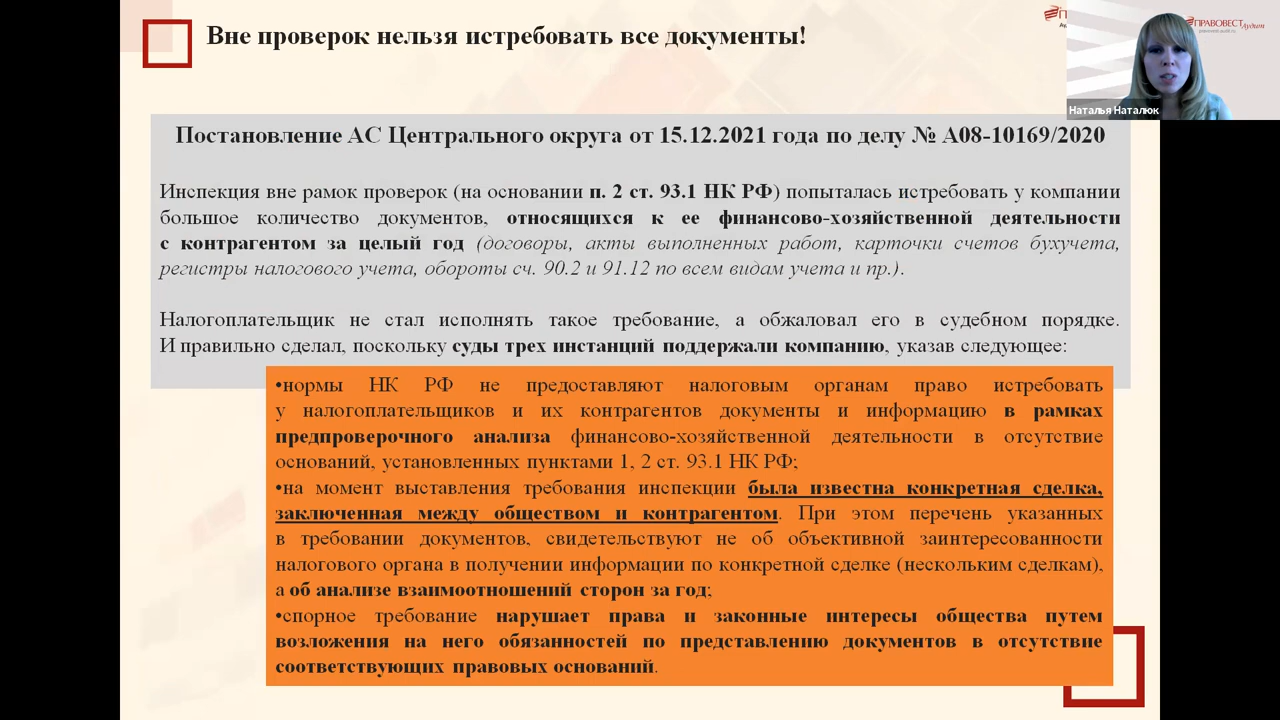 Вне проверок нельзя истребовать все документы!
ПРАВОВЕСТ
Аудит
pravovest-audit.ru
Наталья Наталюк
Постановление АС Центрального округа от 15.12.2021 года по делу № А08-10169/2020
Инспекция вне рамок проверок (на основании п. 2 ст. 93.1 НК РФ) попыталась истребовать у компании
большое количество документов, относящихся к ее финансово-хозяйственной деятельности
с контрагентом за целый год (договоры, акты выполненных работ, карточки счетов бухучета,
регистры налогового учета, обороты сч. 90.2 и 91.12 по всем видам учета и пр.).
Налогоплательщик не стал исполнять такое требование, а обжаловал его в судебном порядке.
И правильно сделал, поскольку суды трех инстанций поддержали компанию, указав следующее:
•нормы НК РФ не предоставляют налоговым органам право истребовать
у налогоплательщиков и их контрагентов документы и информацию в рамках
предпроверочного анализа финансово-хозяйственной деятельности в отсутствие
оснований, установленных пунктами 1, 2 ст. 93.1 НК РФ;
•на момент выставления требования инспекции была известна конкретная сделка,
заключенная между обществом и контрагентом. При этом перечень указанных
в требовании документов, свидетельствуют не об объективной заинтересованности
налогового органа в получении информации по конкретной сделке (нескольким сделкам),
а об анализе взаимоотношений сторон за год;
•спорное требование нарушает права и законные интересы общества путем
возложения на него обязанностей по представлению документов в отсутствие
соответствующих правовых оснований.